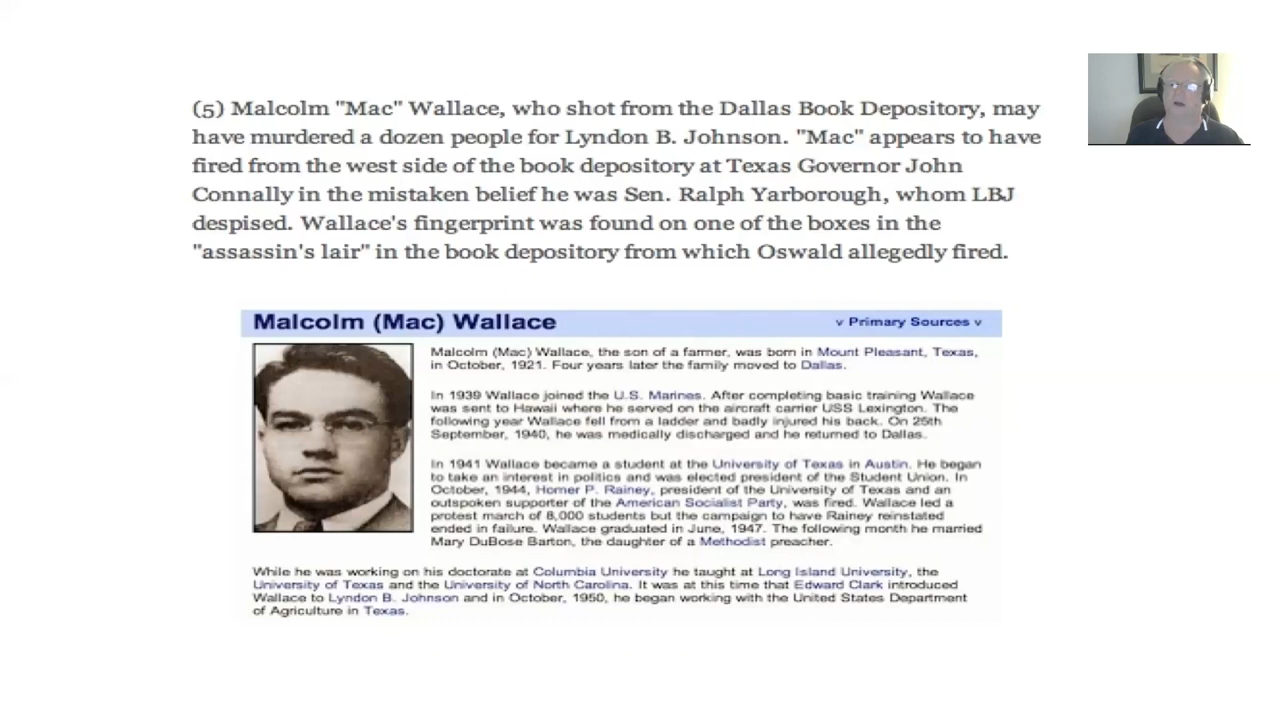 (5) Malcolm "Mac" Wallace, who shot from the Dallas Book Depository, may
have murdered a dozen people for Lyndon B. Johnson. "Mac" appears to have
fired from the west side of the book depository at Texas Governor John
Connally in the mistaken belief he was Sen. Ralph Yarborough, whom LBJ
despised. Wallace's fingerprint was found on one of the boxes in the
"assassin's lair" in the book depository from which Oswald allegedly fired.
Malcolm (Mac) Wallace
v Primary Sources v
Malcolm (Mac) Wallace, the son of a farmer, was born in Mount Pleasant, Texas,
in October, 1921. Four years later the family moved to Dallas.
In 1939 Wallace joined the U.S. Marines. After completing basic training Wallace
was sent to Hawaii where he served on the aircraft carrier USS Lexington. The
following year Wallace fell from a ladder and badly injured his back. On 25th
September, 1940, he was medically discharged and he returned to Dallas.
In 1941 Wallace became a student at the University of Texas in Austin. He began
to take an interest in politics and was elected president of the Student Union. In
October, 1944, Homer P. Rainey, president of the University of Texas and an
outspoken supporter of the American Socialist Party, was fired. Wallace led a
protest march of 8,000 students but the campaign to have Rainey reinstated
ended in failure. Wallace graduated in June, 1947. The following month he married
Mary DuBose Barton, the daughter of a Methodist preacher.
While he was working on his doctorate at Columbia University he taught at Long Island University, the
University of Texas and the University of North Carolina. It was at this time that Edward Clark introduced
Wallace to Lyndon B. Johnson and in October, 1950, he began working with the United States Department
of Agriculture in Texas.